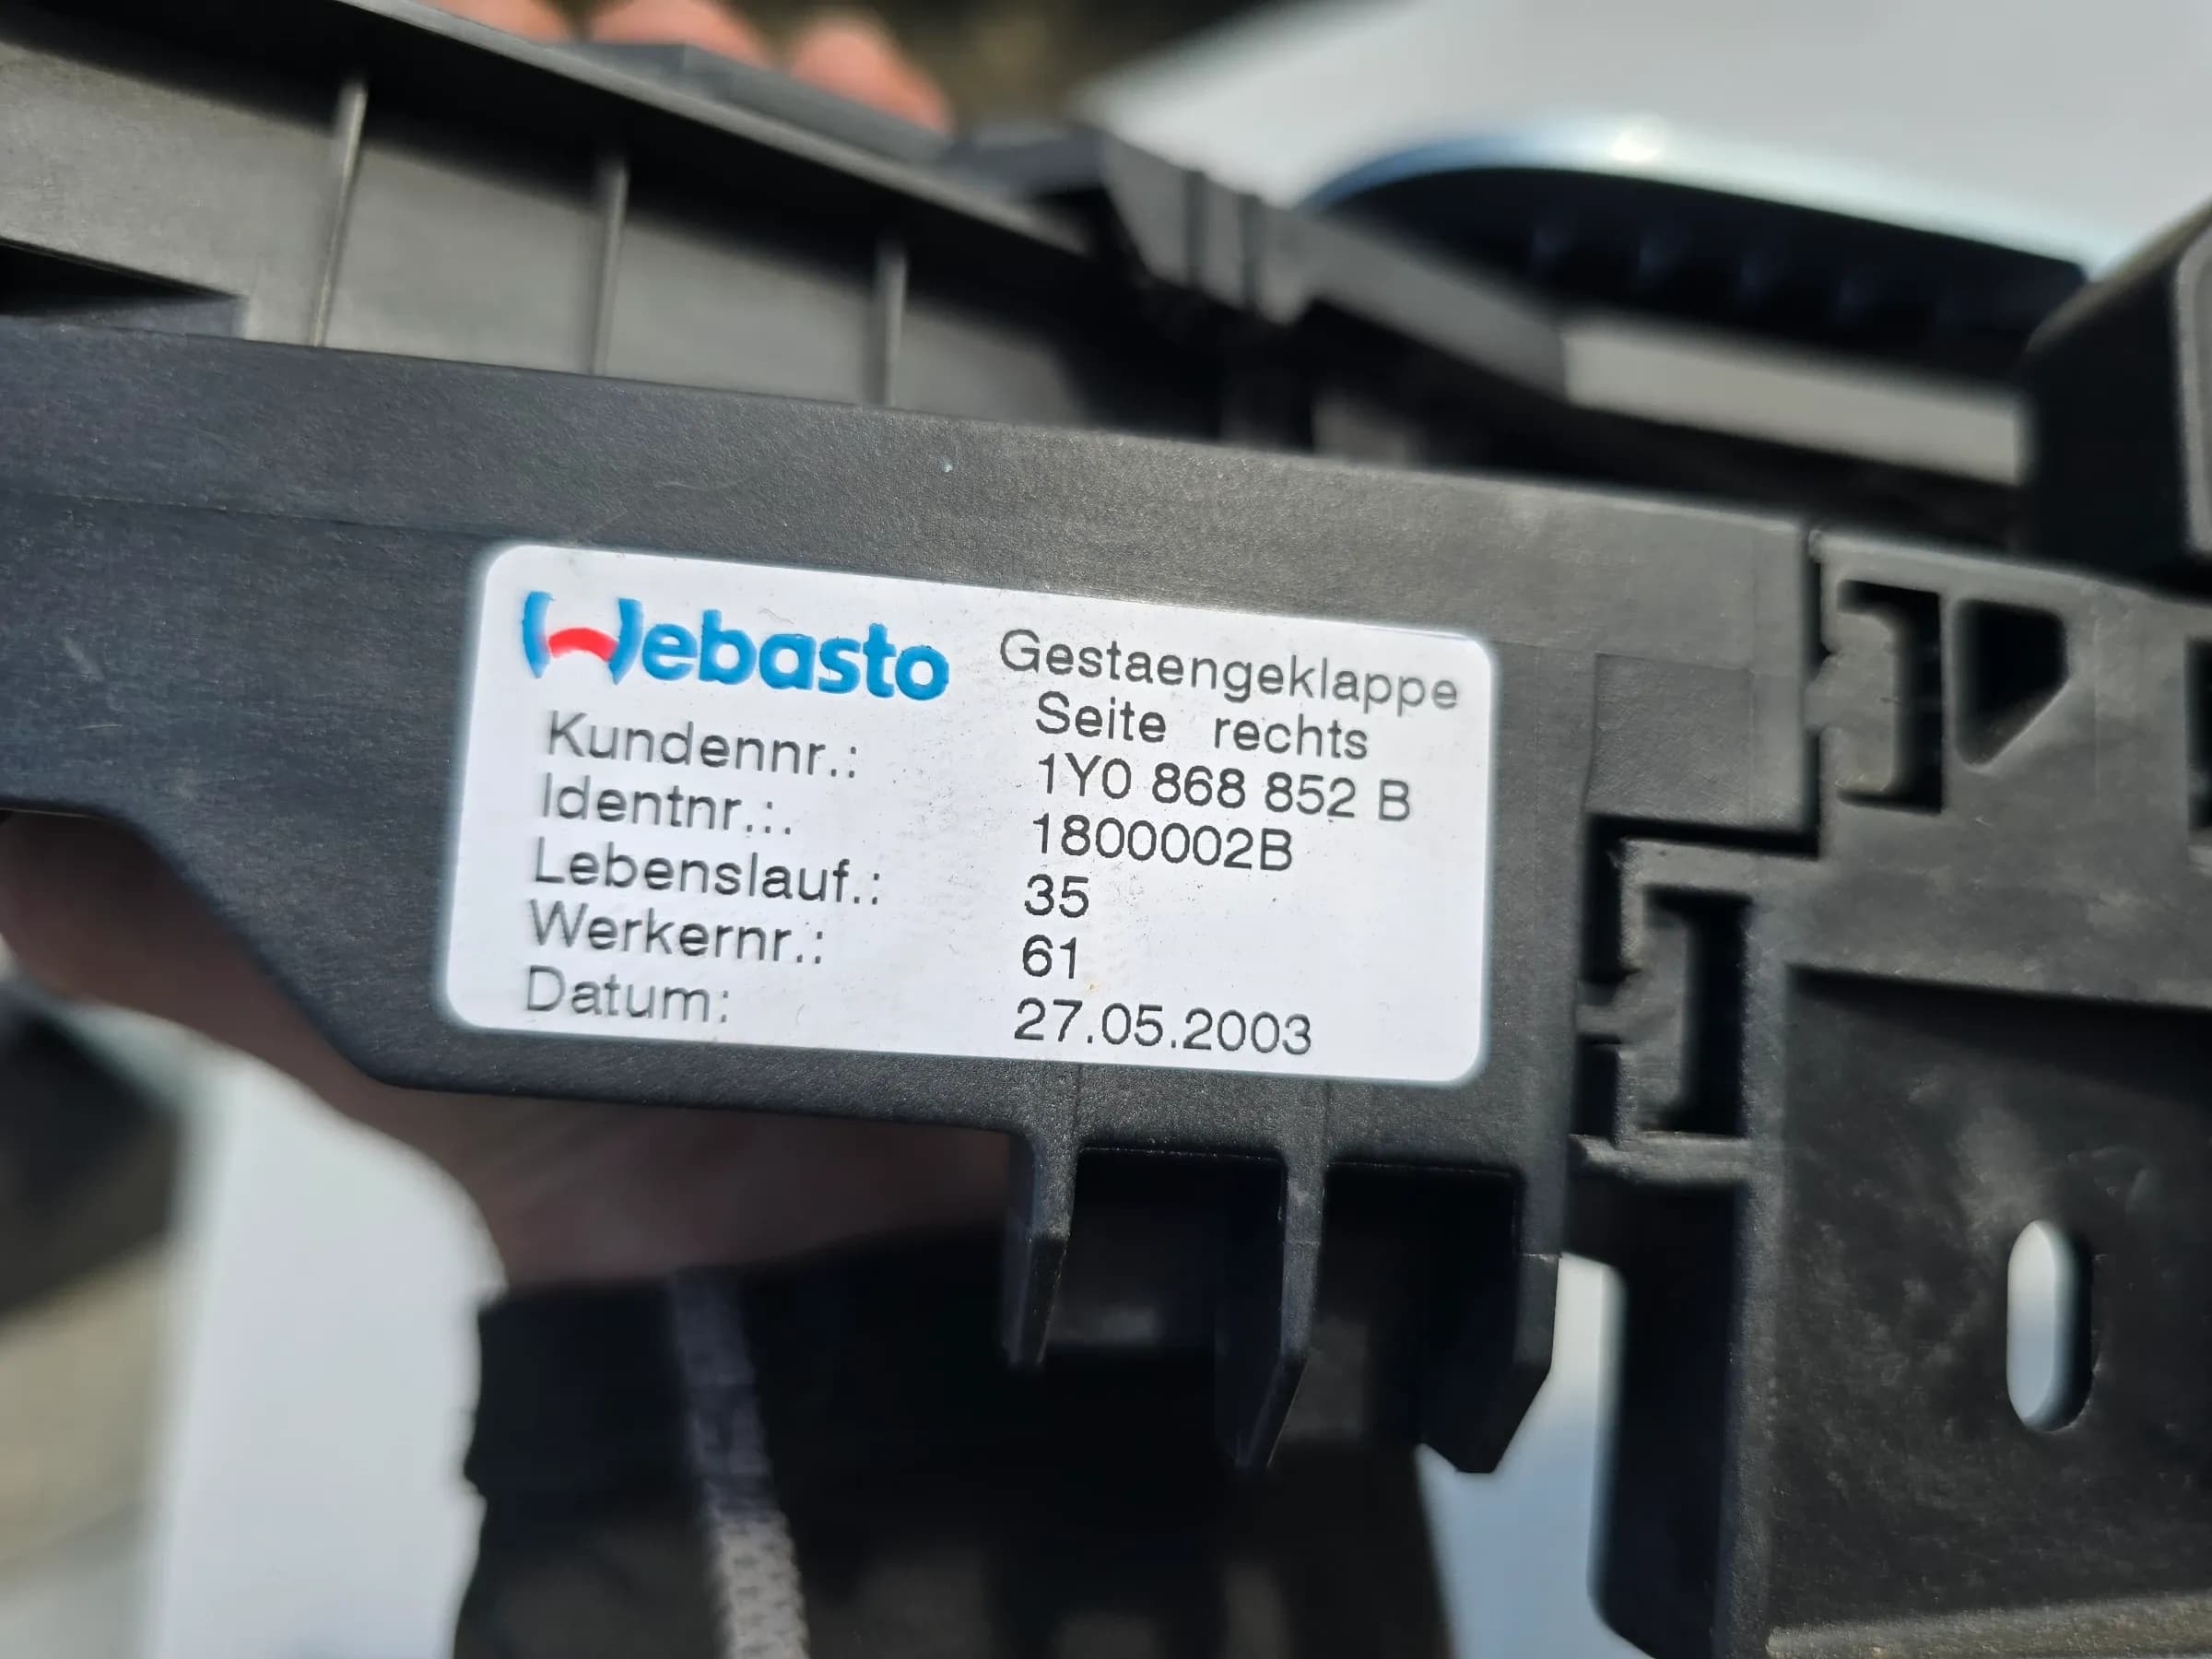 Webasto Gestaengeklappe
Seite rechts
Kundennr.: 1Y0 868 852 B
Identnr.:. 1800002B
Lebenslauf.: 35
Werkernr.: 61
Datum: 27.05.2003